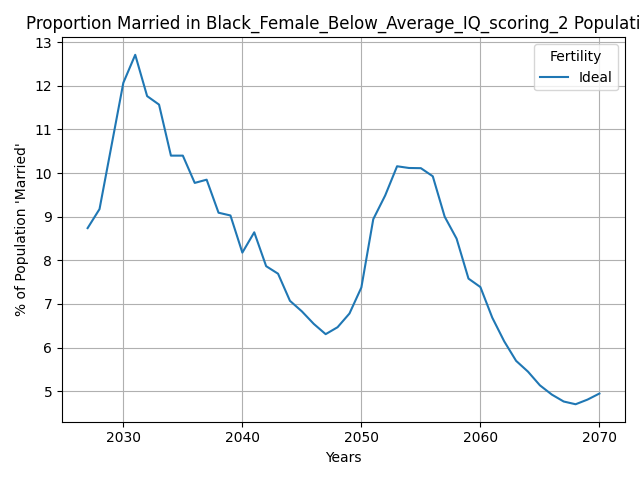 Proportion Married in Black_Female_Below_Average_IQ_scoring_2 Populati
Fertility
Ideal
% of Population 'Married'
13
12
11
10
9
8
7
6
5
2030 2040 2050 2060 2070
Years